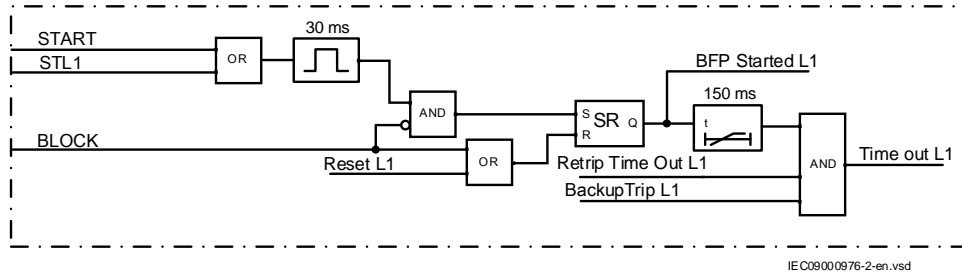 30 ms
START
STL1
OR
BFP Started L1
150 ms
AND
S
SR
Q
R
t
BLOCK
Reset L1
OR
Retrip Time Out L1
BackupTrip L1
AND
Time out L1
IEC09000976-2-en.vsd